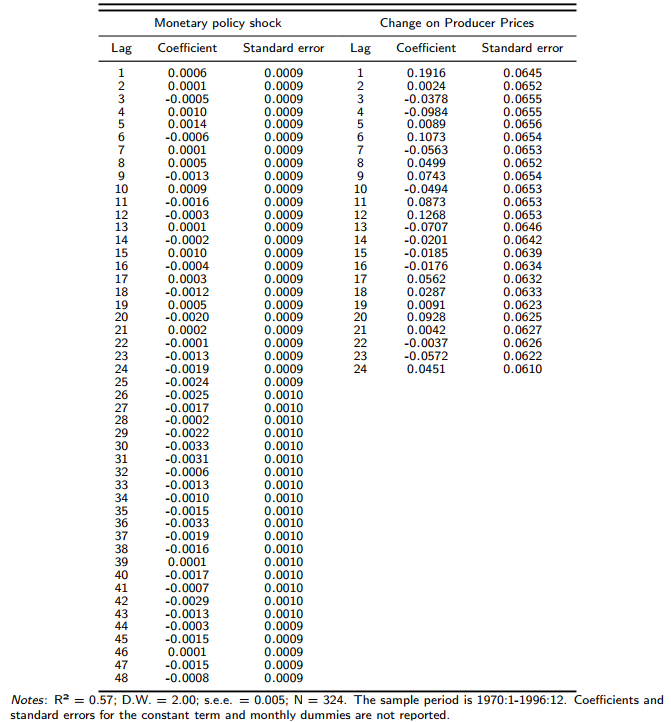 Monetary policy shock Change on Producer Prices
Lag Coefficient Standard error Lag Coefficient Standard error
1 0.0006 0.0009 1 0.1916 0.0645
2 0.0001 0.0009 2 0.0024 0.0652
3 -0.0005 0.0009 3 -0.0378 0.0655
4 0.0010 0.0009 4 -0.0984 0.0655
5 0.0014 0.0009 5 0.0089 0.0656
6 -0.0006 0.0009 6 0.1073 0.0654
7 0.0001 0.0009 7 -0.0563 0.0653
8 0.0005 0.0009 8 0.0499 0.0652
9 -0.0013 0.0009 9 0.0743 0.0654
10 0.0009 0.0009 10 -0.0494 0.0653
11 -0.0016 0.0009 11 0.0873 0.0653
12 -0.0003 0.0009 12 0.1268 0.0653
13 0.0001 0.0009 13 -0.0707 0.0646
14 -0.0002 0.0009 14 -0.0201 0.0642
15 0.0010 0.0009 15 -0.0185 0.0639
16 -0.0004 0.0009 16 -0.0176 0.0634
17 0.0003 0.0009 17 0.0562 0.0632
18 -0.0012 0.0009 18 0.0287 0.0633
19 0.0005 0.0009 19 0.0091 0.0623
20 -0.0020 0.0009 20 0.0928 0.0625
21 0.0002 0.0009 21 0.0042 0.0627
22 -0.0001 0.0009 22 -0.0037 0.0626
23 -0.0013 0.0009 23 -0.0572 0.0622
24 -0.0019 0.0009 24 0.0451 0.0610
25 -0.0024 0.0009
26 -0.0025 0.0010
27 -0.0017 0.0010
28 -0.0002 0.0010
29 -0.0022 0.0010
30 -0.0033 0.0010
31 -0.0031 0.0010
32 -0.0006 0.0010
33 -0.0013 0.0010
34 -0.0010 0.0010
35 -0.0015 0.0010
36 -0.0033 0.0010
37 -0.0019 0.0010
38 -0.0016 0.0010
39 0.0001 0.0010
40 -0.0017 0.0010
41 -0.0007 0.0010
42 -0.0029 0.0010
43 -0.0013 0.0010
44 -0.0003 0.0009
45 -0.0015 0.0009
46 0.0001 0.0009
47 -0.0015 0.0009
48 -0.0008 0.0009
Notes: R² = 0.57; D.W. = 2.00; s.e.e. = 0.005; N = 324. The sample period is 1970:1-1996:12. Coefficients and
standard errors for the constant term and monthly dummies are not reported.